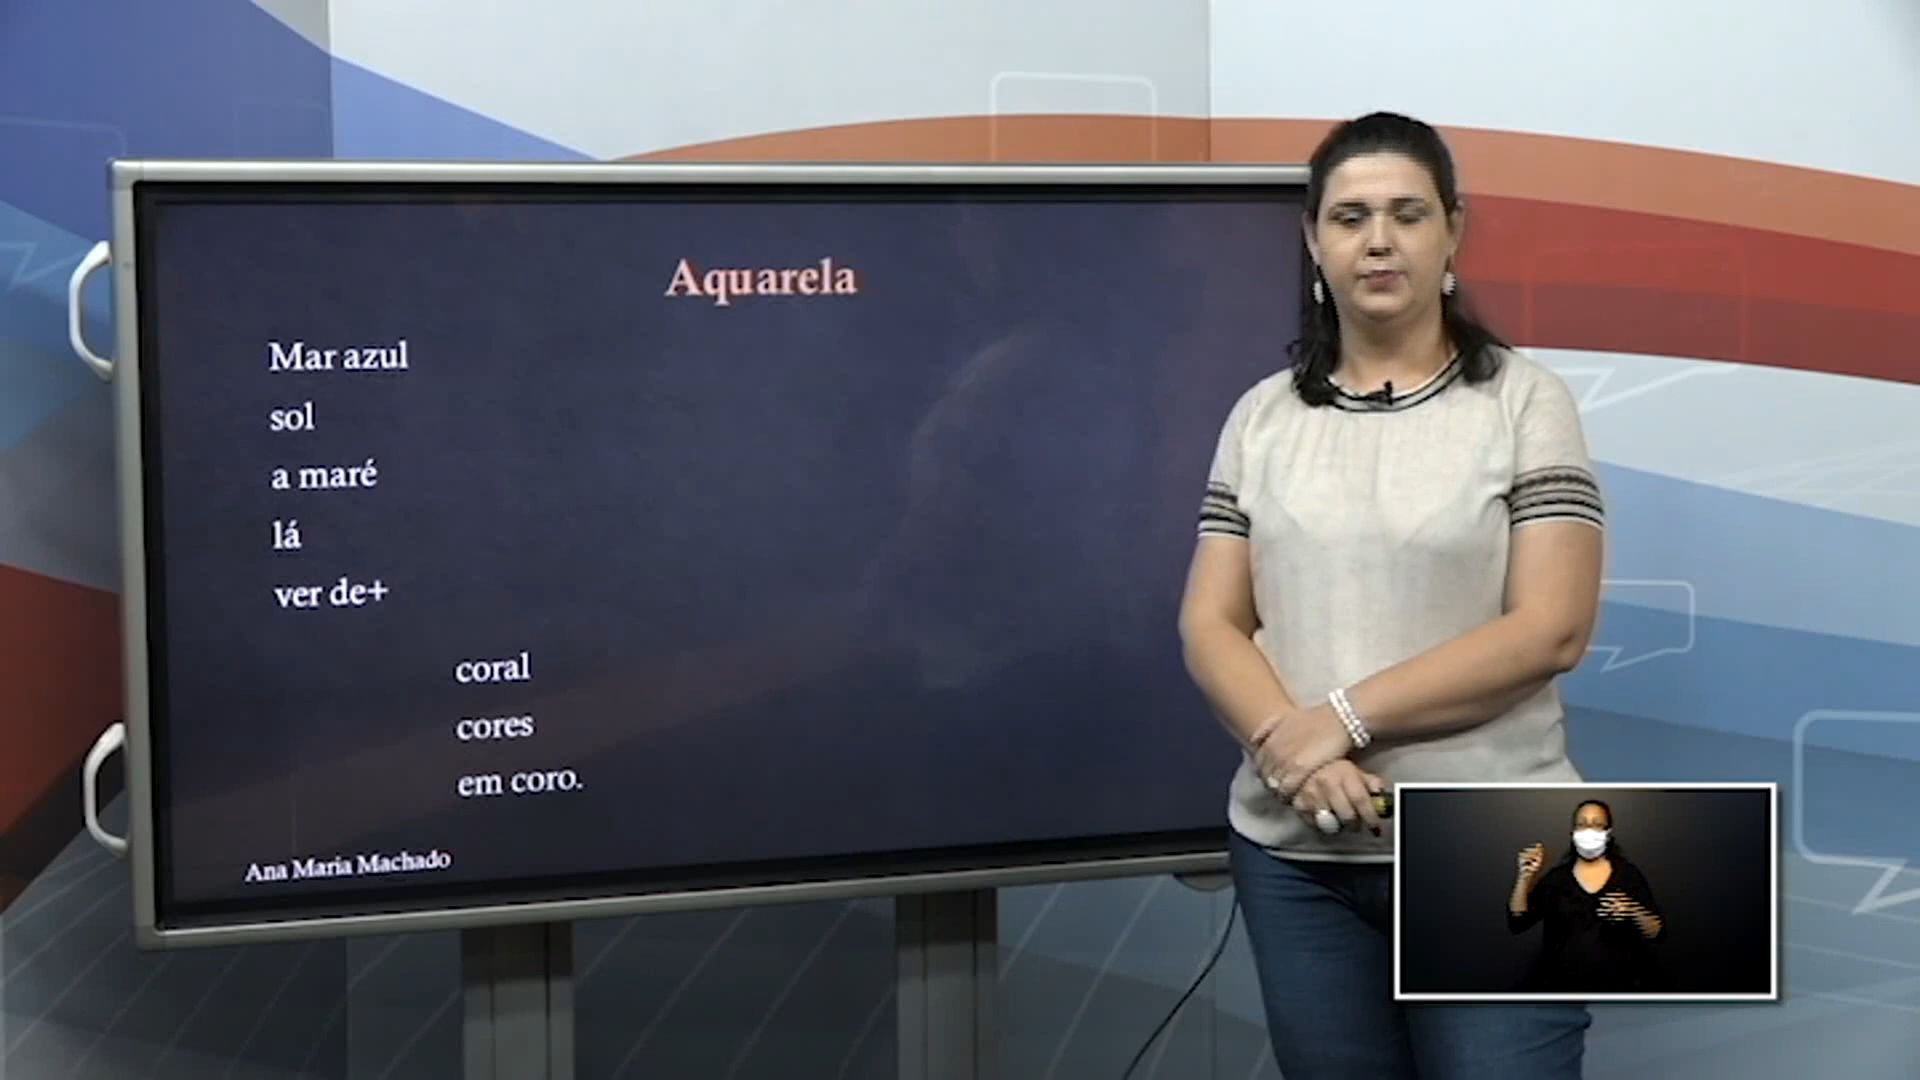 Aquarela
Mar azul
sol
a maré
lá
ver de+
coral
cores
em coro.
Ana Maria Machado